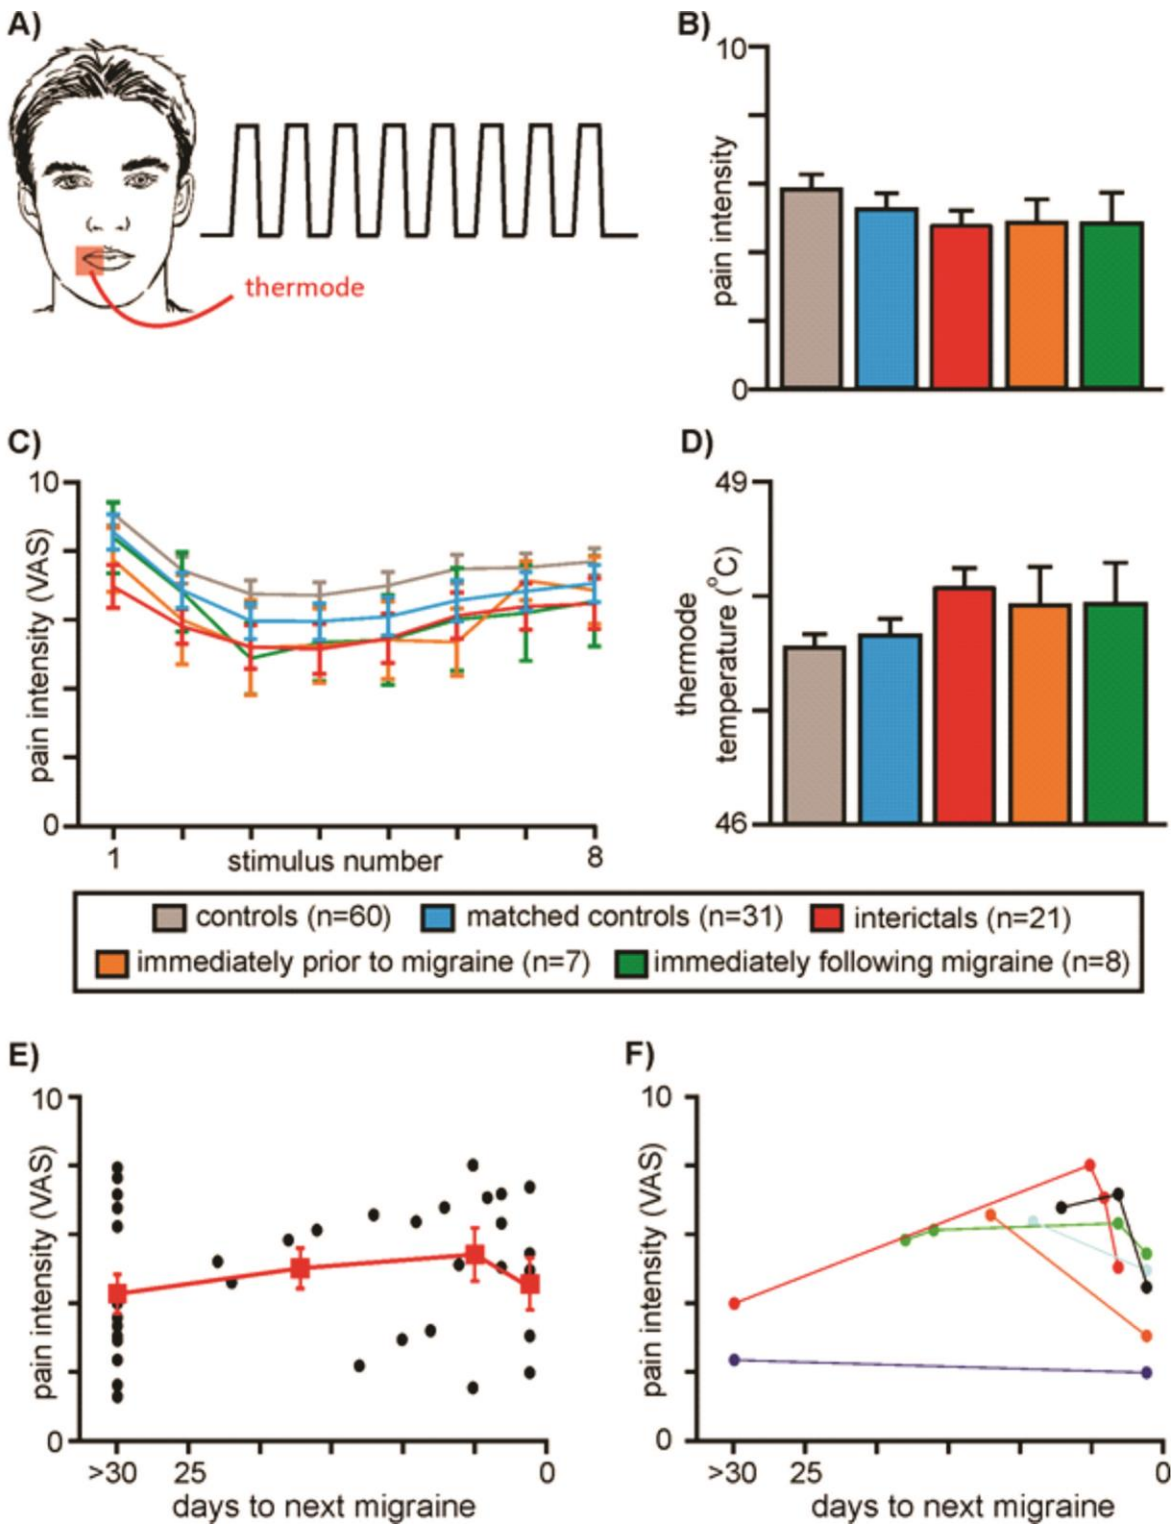 A)
thermode
B)
10
pain intensity
0
C)
10
pain intensity (VAS)
0
1
stimulus number
8
D)
49
thermode
temperature (°C)
46
controls (n=60)
matched controls (n=31)
interictals (n=21)
immediately prior to migraine (n=7)
immediately following migraine (n=8)
E)
10
pain intensity (VAS)
0
>30
25
0
days to next migraine
F)
10
pain intensity (VAS)
0
>30
25
0
days to next migraine